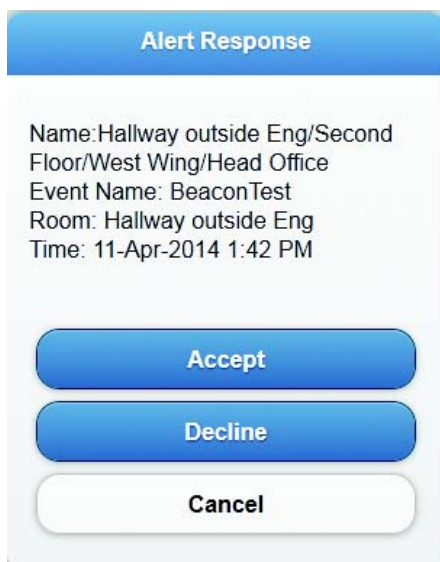 Alert Response
Name:Hallway outside Eng/Second
Floor/West Wing/Head Office
Event Name: BeaconTest
Room: Hallway outside Eng
Time: 11-Apr-2014 1:42 PM
Accept
Decline
Cancel